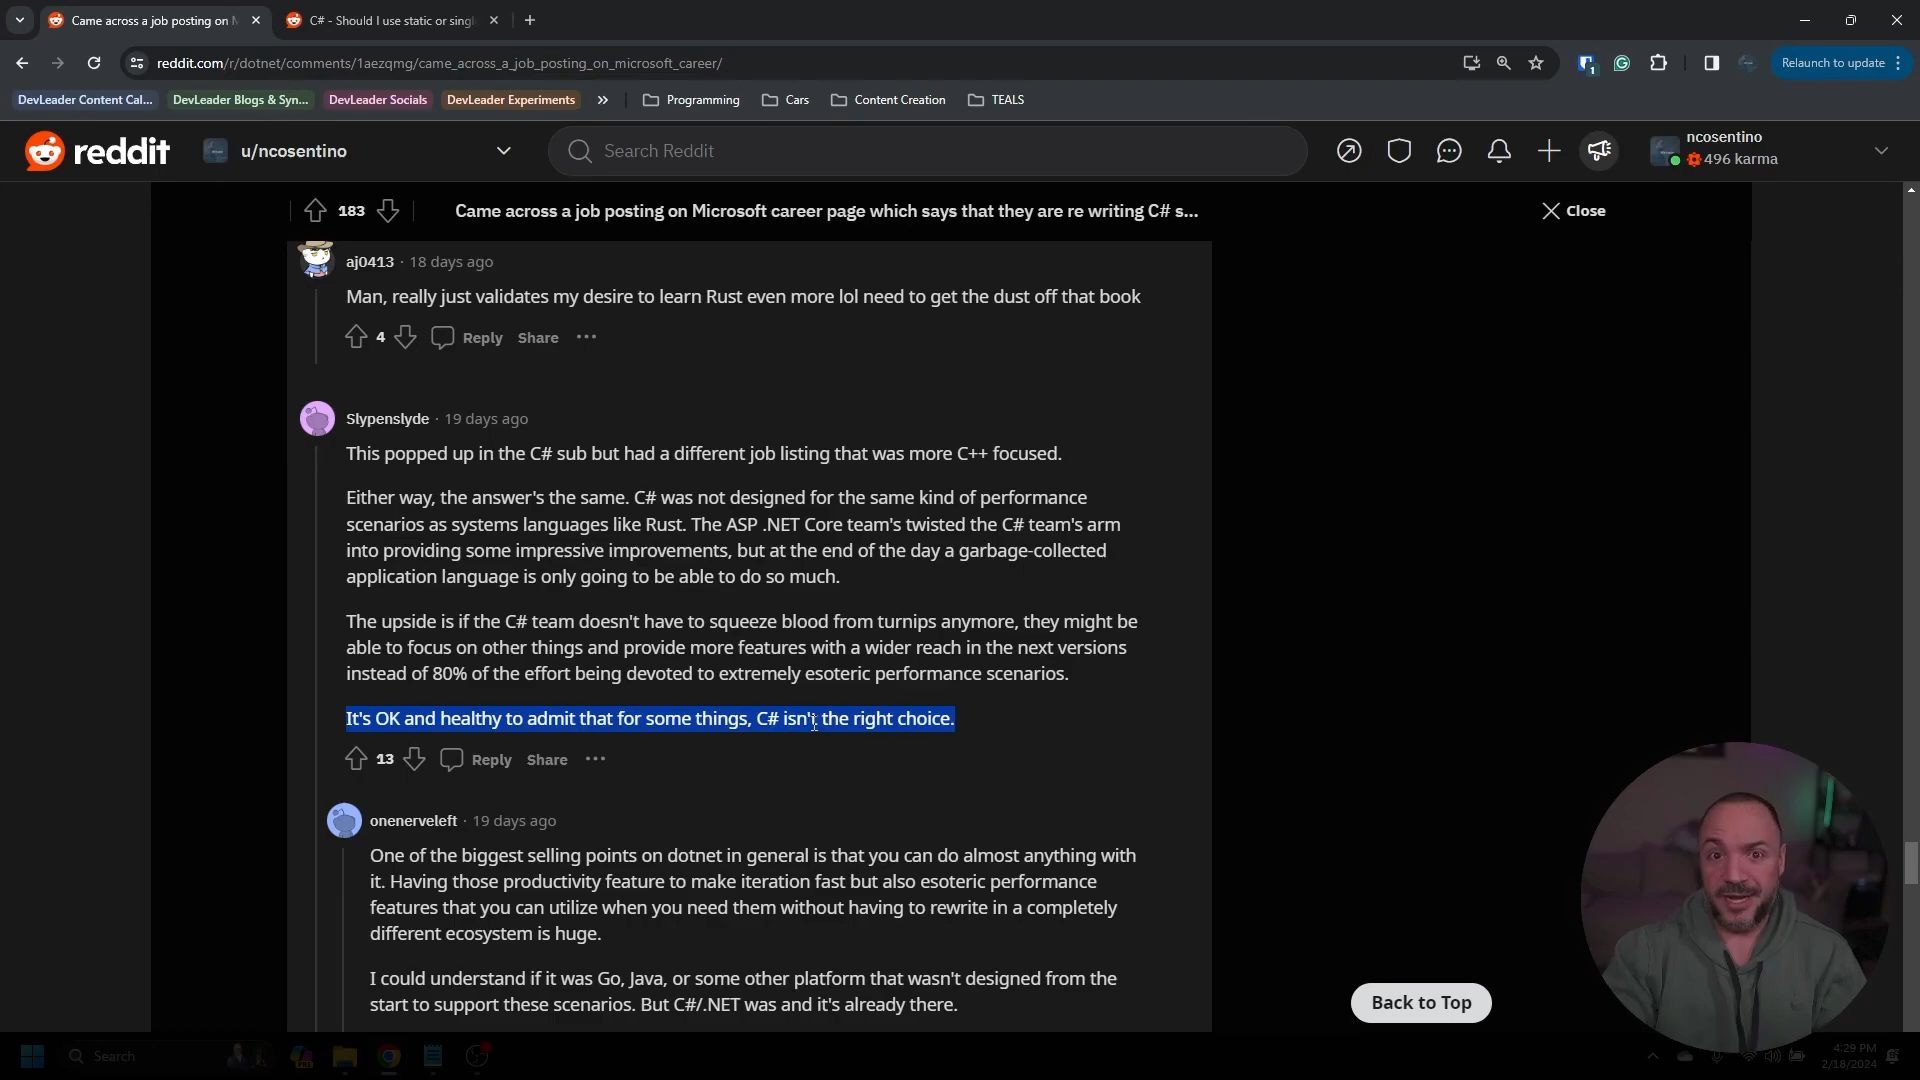 Came across a job posting on M
C# - Should I use static or singl
reddit.com/r/dotnet/comments/1aezqmg/came_across_a_job_posting_on_microsoft_career/
1
Relaunch to update
DevLeader Content Cal...
DevLeader Blogs & Syn...
DevLeader Socials
DevLeader Experiments
Programming
Cars
Content Creation
TEALS
reddit
u/ncosentino
Search Reddit
ncosentino
496 karma
183
Came across a job posting on Microsoft career page which says that they are re writing C# s...
Close
aj0413 · 18 days ago
Man, really just validates my desire to learn Rust even more lol need to get the dust off that book
4
Reply
Share
Slypenslyde · 19 days ago
This popped up in the C# sub but had a different job listing that was more C++ focused.
Either way, the answer's the same. C# was not designed for the same kind of performance
scenarios as systems languages like Rust. The ASP .NET Core team's twisted the C# team's arm
into providing some impressive improvements, but at the end of the day a garbage-collected
application language is only going to be able to do so much.
The upside is if the C# team doesn't have to squeeze blood from turnips anymore, they might be
able to focus on other things and provide more features with a wider reach in the next versions
instead of 80% of the effort being devoted to extremely esoteric performance scenarios.
It's OK and healthy to admit that for some things, C# isn't the right choice.
13
Reply
Share
onenerveleft · 19 days ago
One of the biggest selling points on dotnet in general is that you can do almost anything with
it. Having those productivity feature to make iteration fast but also esoteric performance
features that you can utilize when you need them without having to rewrite in a completely
different ecosystem is huge.
I could understand if it was Go, Java, or some other platform that wasn't designed from the
start to support these scenarios. But C#/.NET was and it's already there.
Back to Top
Search
4:29 PM
2/18/2024